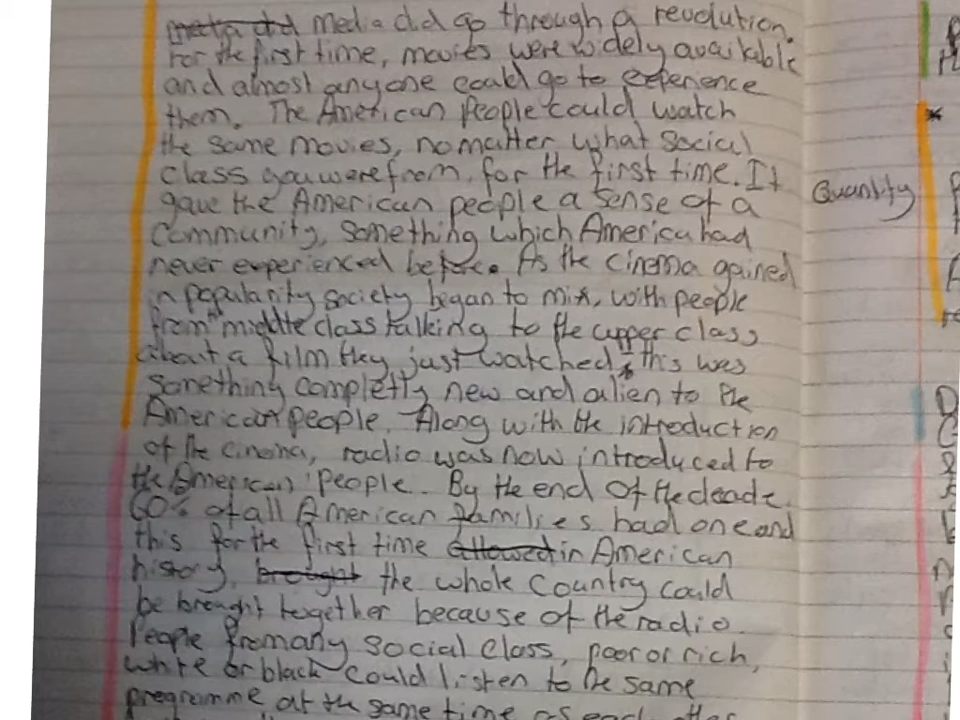 media did go through a revolution.
For the first time, movies were widely available
and almost anyone could go to experience
them. The American People could watch
the same movies, no matter what social
class you were from, for the first time. It
gave the American people a sense of a
Community, something which America had
never experienced before. As the cinema gained
in popularity society began to mix, with people
from middle class talking to the upper class
about a film they just watched, this was
something completly new and alien to the
American people. Along with the introduction
of the cinema, radio was now introduced to
the American People. By the end of the decade
60% of all American families had one and
this for the first time in American
history, the whole country could
be brought together because of the radio.
People from any social class, poor or rich,
white or black could listen to the same
programme at the same time as each
Quantity